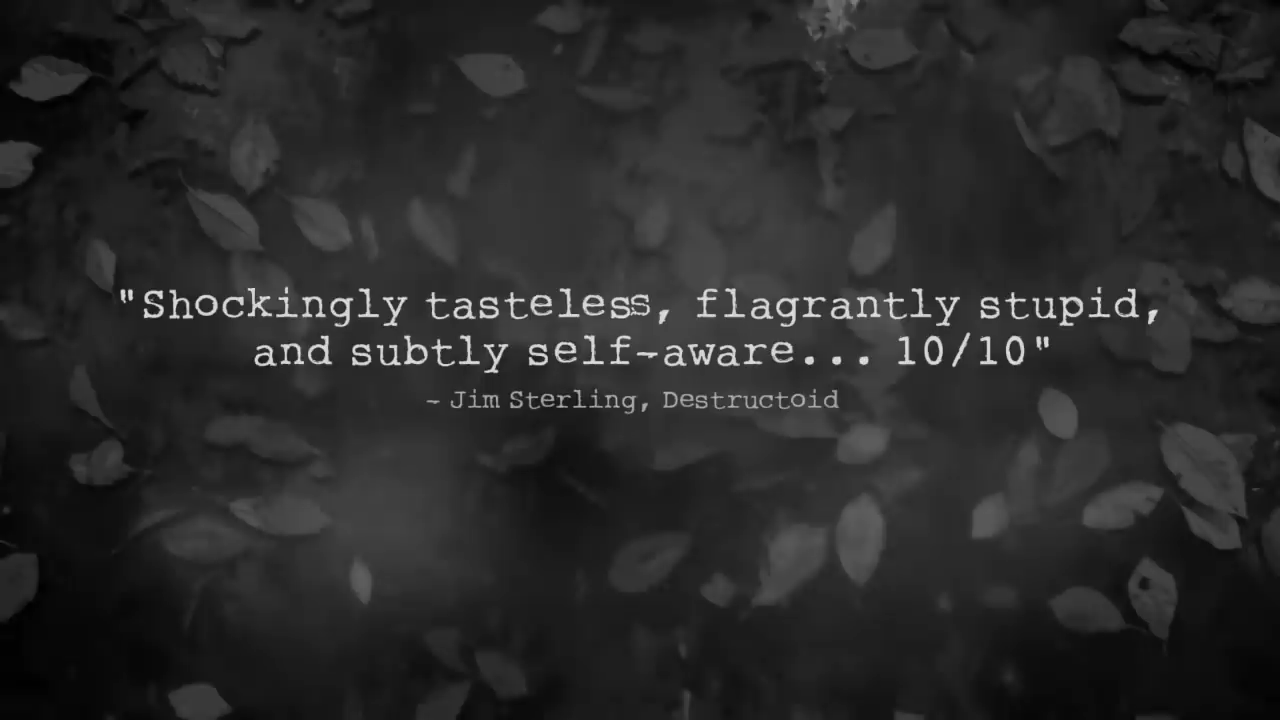 "Shockingly tasteless, flagrantly stupid,
and subtly self-aware... 10/10"
- Jim Sterling, Destructoid